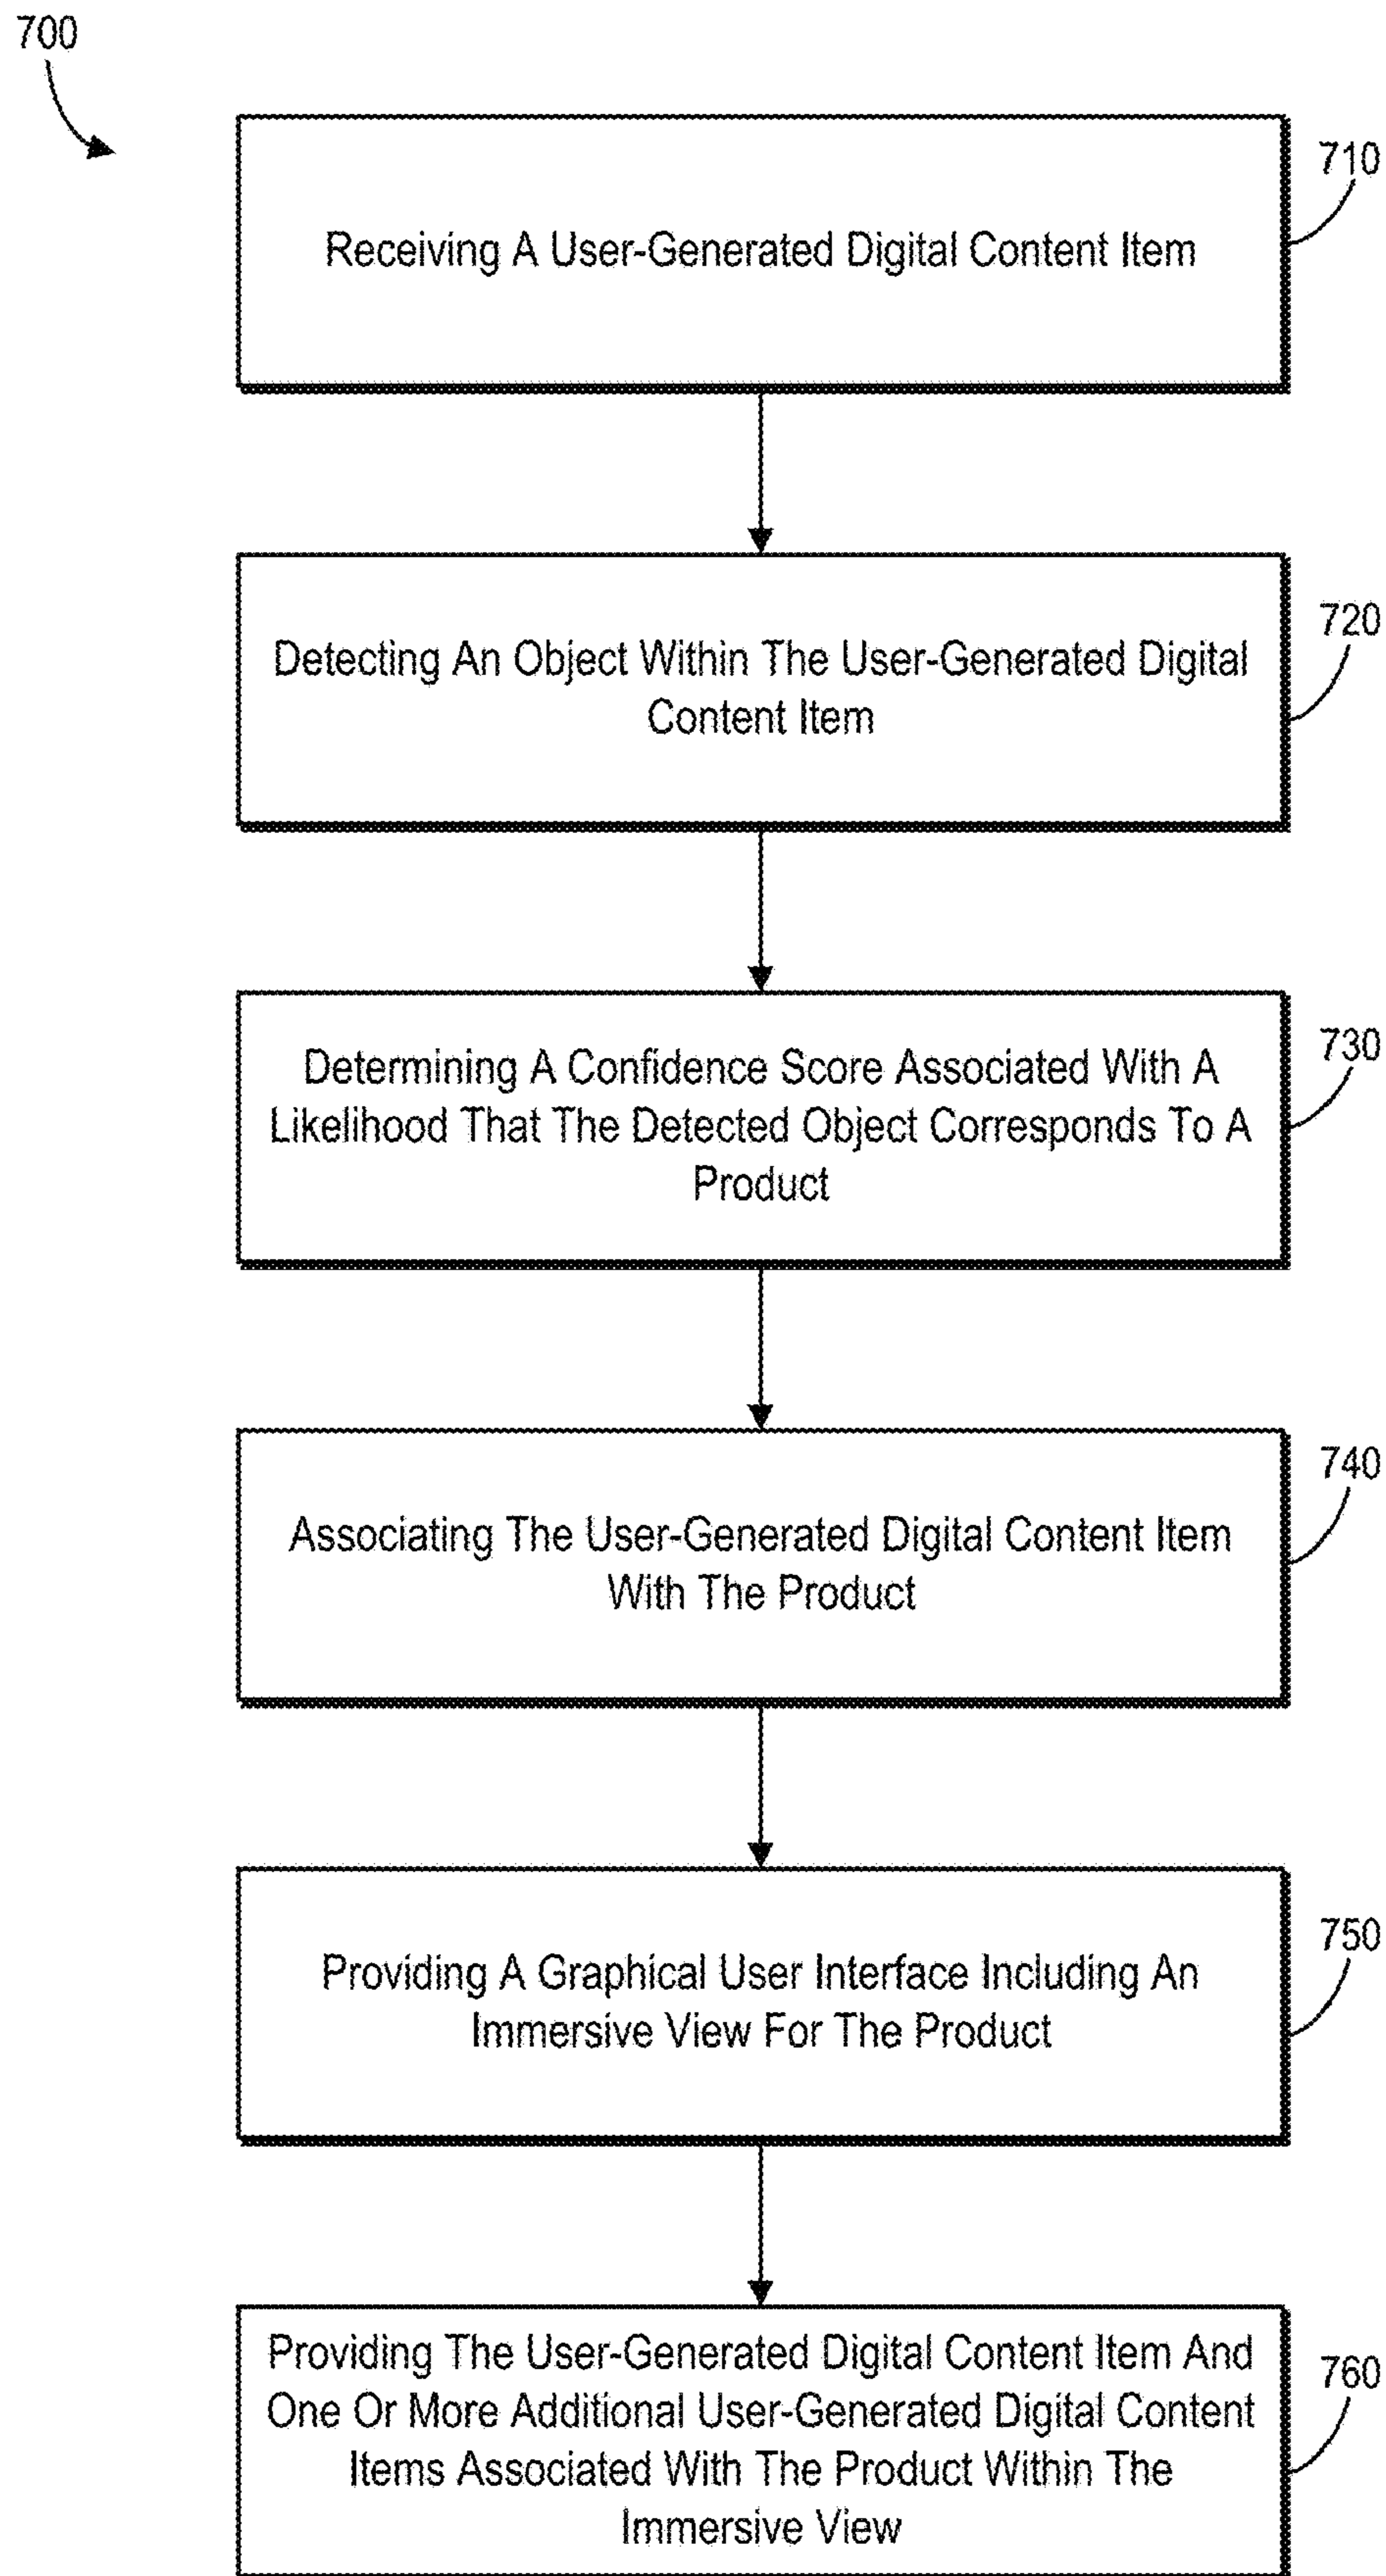 700
710
Receiving A User-Generated Digital Content Item
720
Detecting An Object Within The User-Generated Digital
Content Item
730
Determining A Confidence Score Associated With A
Likelihood That The Detected Object Corresponds To A
Product
740
Associating The User-Generated Digital Content Item
With The Product
750
Providing A Graphical User Interface Including An
Immersive View For The Product
760
Providing The User-Generated Digital Content Item And
One Or More Additional User-Generated Digital Content
Items Associated With The Product Within The
Immersive View